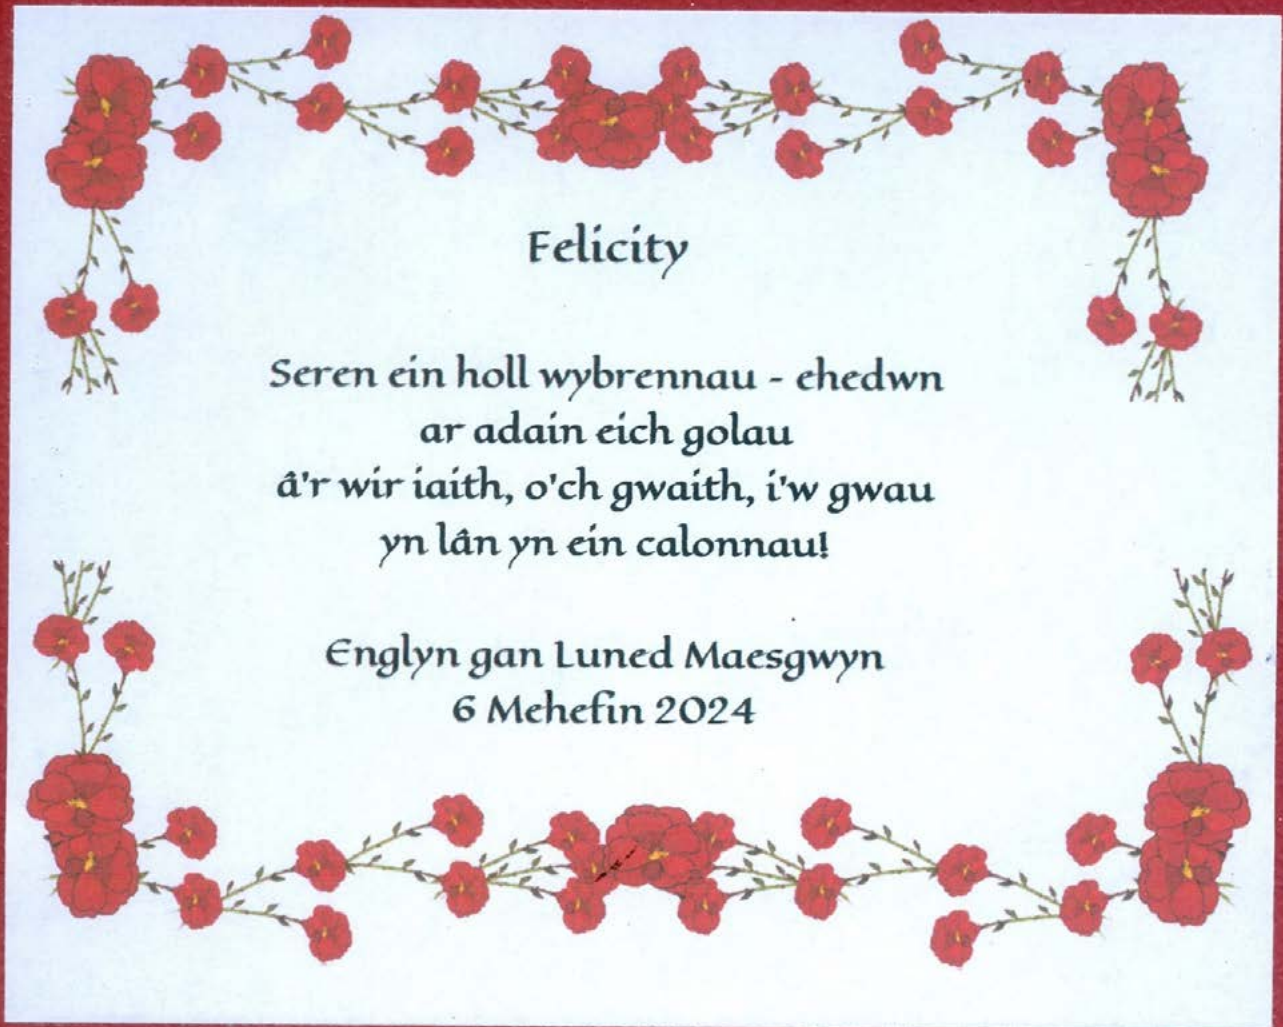 Felicity
Seren ein holl wybrennau - ehedwn
ar adain eich golau
â'r wir iaith, o'ch gwaith, i'w gwau
yn lân yn ein calonnau!
Englyn gan Luned Maesgwyn
6 Mehefin 2024